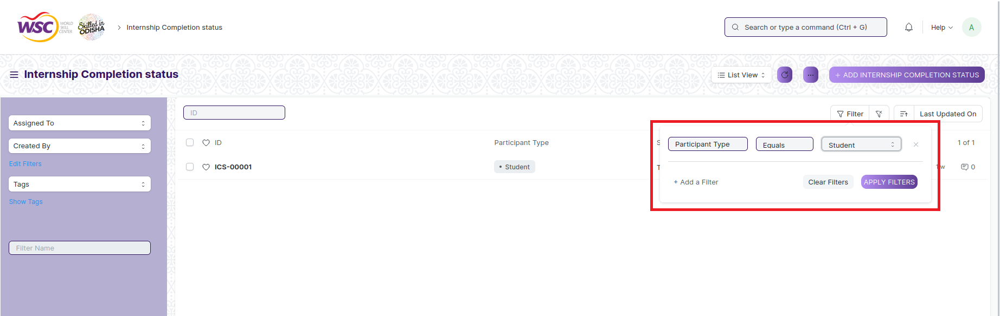 WSC WORLD SKILL CENTER Skilled in ODISHA > Internship Completion status
Search or type a command (Ctrl + G)
Help
A
Internship Completion status
List View
...
+ ADD INTERNSHIP COMPLETION STATUS
Assigned To
Created By
Edit Filters
Tags
Show Tags
Filter Name
ID
Filter
Last Updated On
ID
Participant Type
S
1 of 1
ICS-00001
• Student
T
1 w
0
Participant Type
Equals
Student
×
+ Add a Filter
Clear Filters
APPLY FILTERS